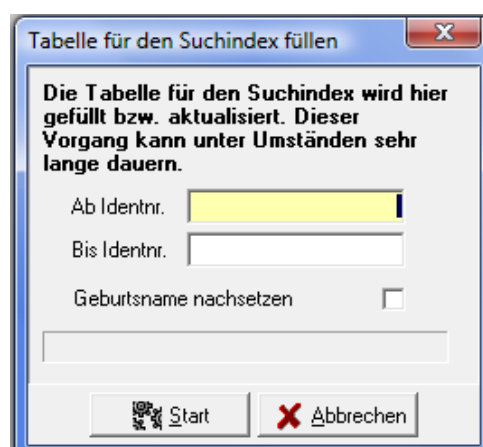 Tabelle für den Suchindex füllen
Die Tabelle für den Suchindex wird hier
gefüllt bzw. aktualisiert. Dieser
Vorgang kann unter Umständen sehr
lange dauern.
Ab Identnr.
Bis Identnr.
Geburtsname nachsetzen
Start Abbrechen